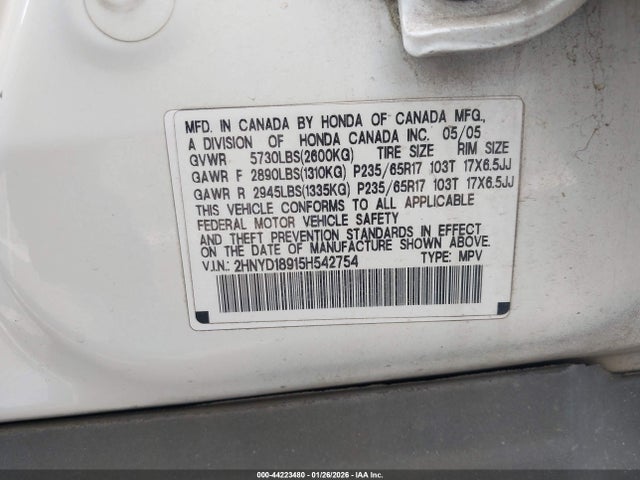 MFD. IN CANADA BY HONDA OF CANADA MFG.,
A DIVISION OF HONDA CANADA INC. 05/05
GVWR 5730LBS(2600KG) TIRE SIZE RIM SIZE
GAWR F 2890LBS(1310KG) P235/65R17 103T 17X6.5JJ
GAWR R 2945LBS(1335KG) P235/65R17 103T 17X6.5JJ
THIS VEHICLE CONFORMS TO ALL APPLICABLE
FEDERAL MOTOR VEHICLE SAFETY
AND THEFT PREVENTION STANDARDS IN EFFECT
ON THE DATE OF MANUFACTURE SHOWN ABOVE.
V.I.N.: 2HNYD18915H542754 TYPE: MPV
000-44223480 - 01/26/2026 - IAAI.com